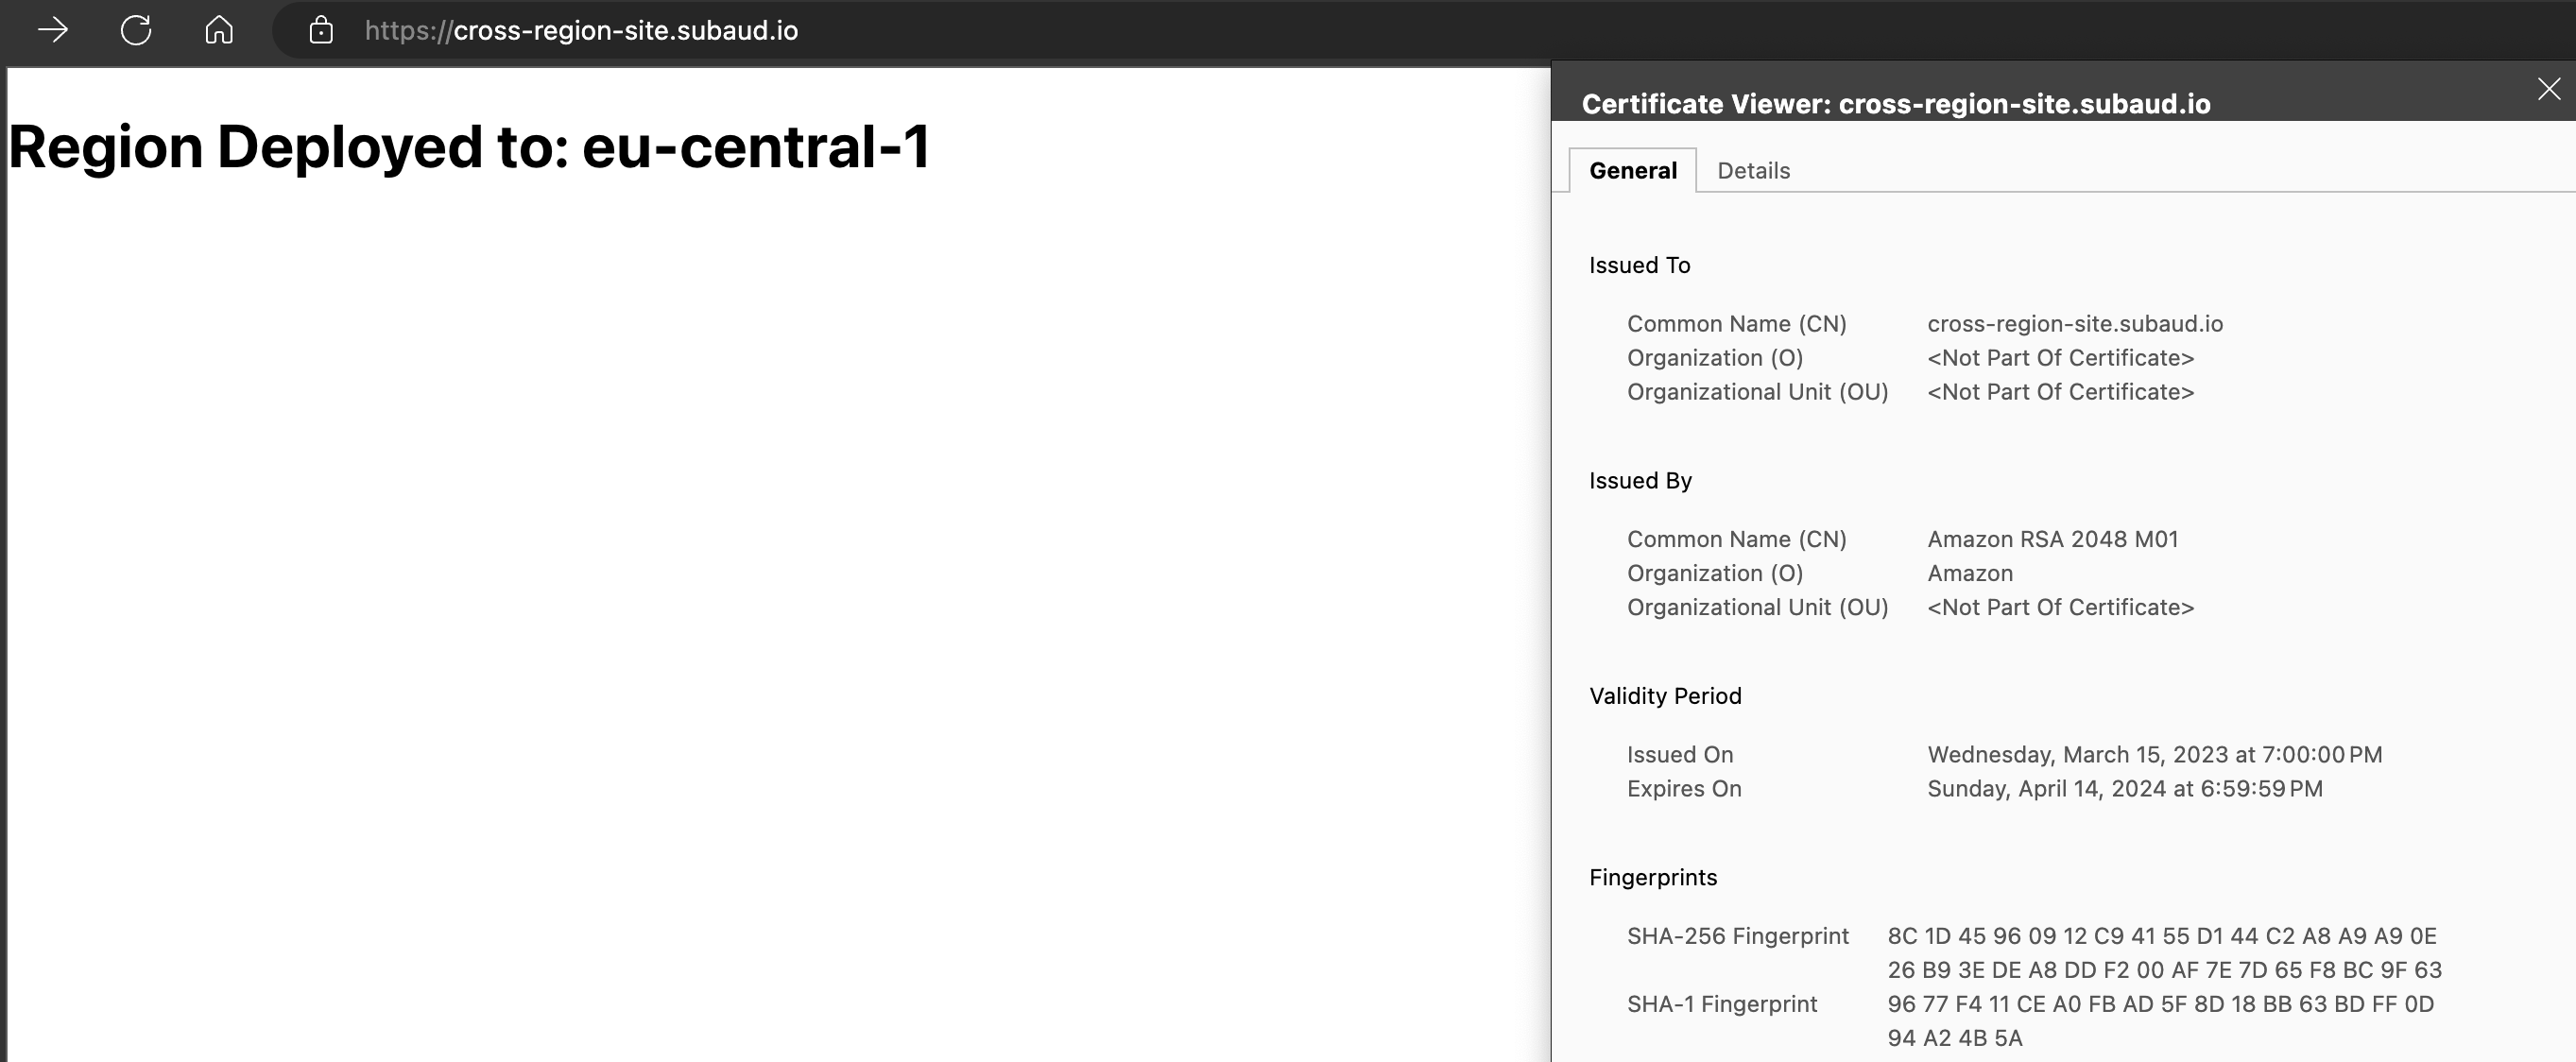 https://cross-region-site.subaud.io
Region Deployed to: eu-central-1
Certificate Viewer: cross-region-site.subaud.io
General Details
Issued To
Common Name (CN) cross-region-site.subaud.io
Organization (O) <Not Part Of Certificate>
Organizational Unit (OU) <Not Part Of Certificate>
Issued By
Common Name (CN) Amazon RSA 2048 M01
Organization (O) Amazon
Organizational Unit (OU) <Not Part Of Certificate>
Validity Period
Issued On Wednesday, March 15, 2023 at 7:00:00 PM
Expires On Sunday, April 14, 2024 at 6:59:59 PM
Fingerprints
SHA-256 Fingerprint 8C 1D 45 96 09 12 C9 41 55 D1 44 C2 A8 A9 A9 0E
26 B9 3E DE A8 DD F2 00 AF 7E 7D 65 F8 BC 9F 63
SHA-1 Fingerprint 96 77 F4 11 CE A0 FB AD 5F 8D 18 BB 63 BD FF 0D
94 A2 4B 5A